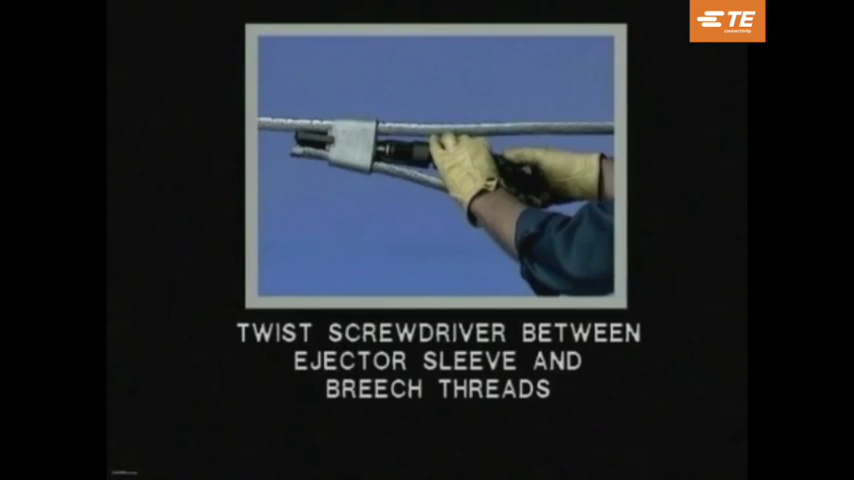 TE
connectivity
TWIST SCREWDRIVER BETWEEN
EJECTOR SLEEVE AND
BREECH THREADS